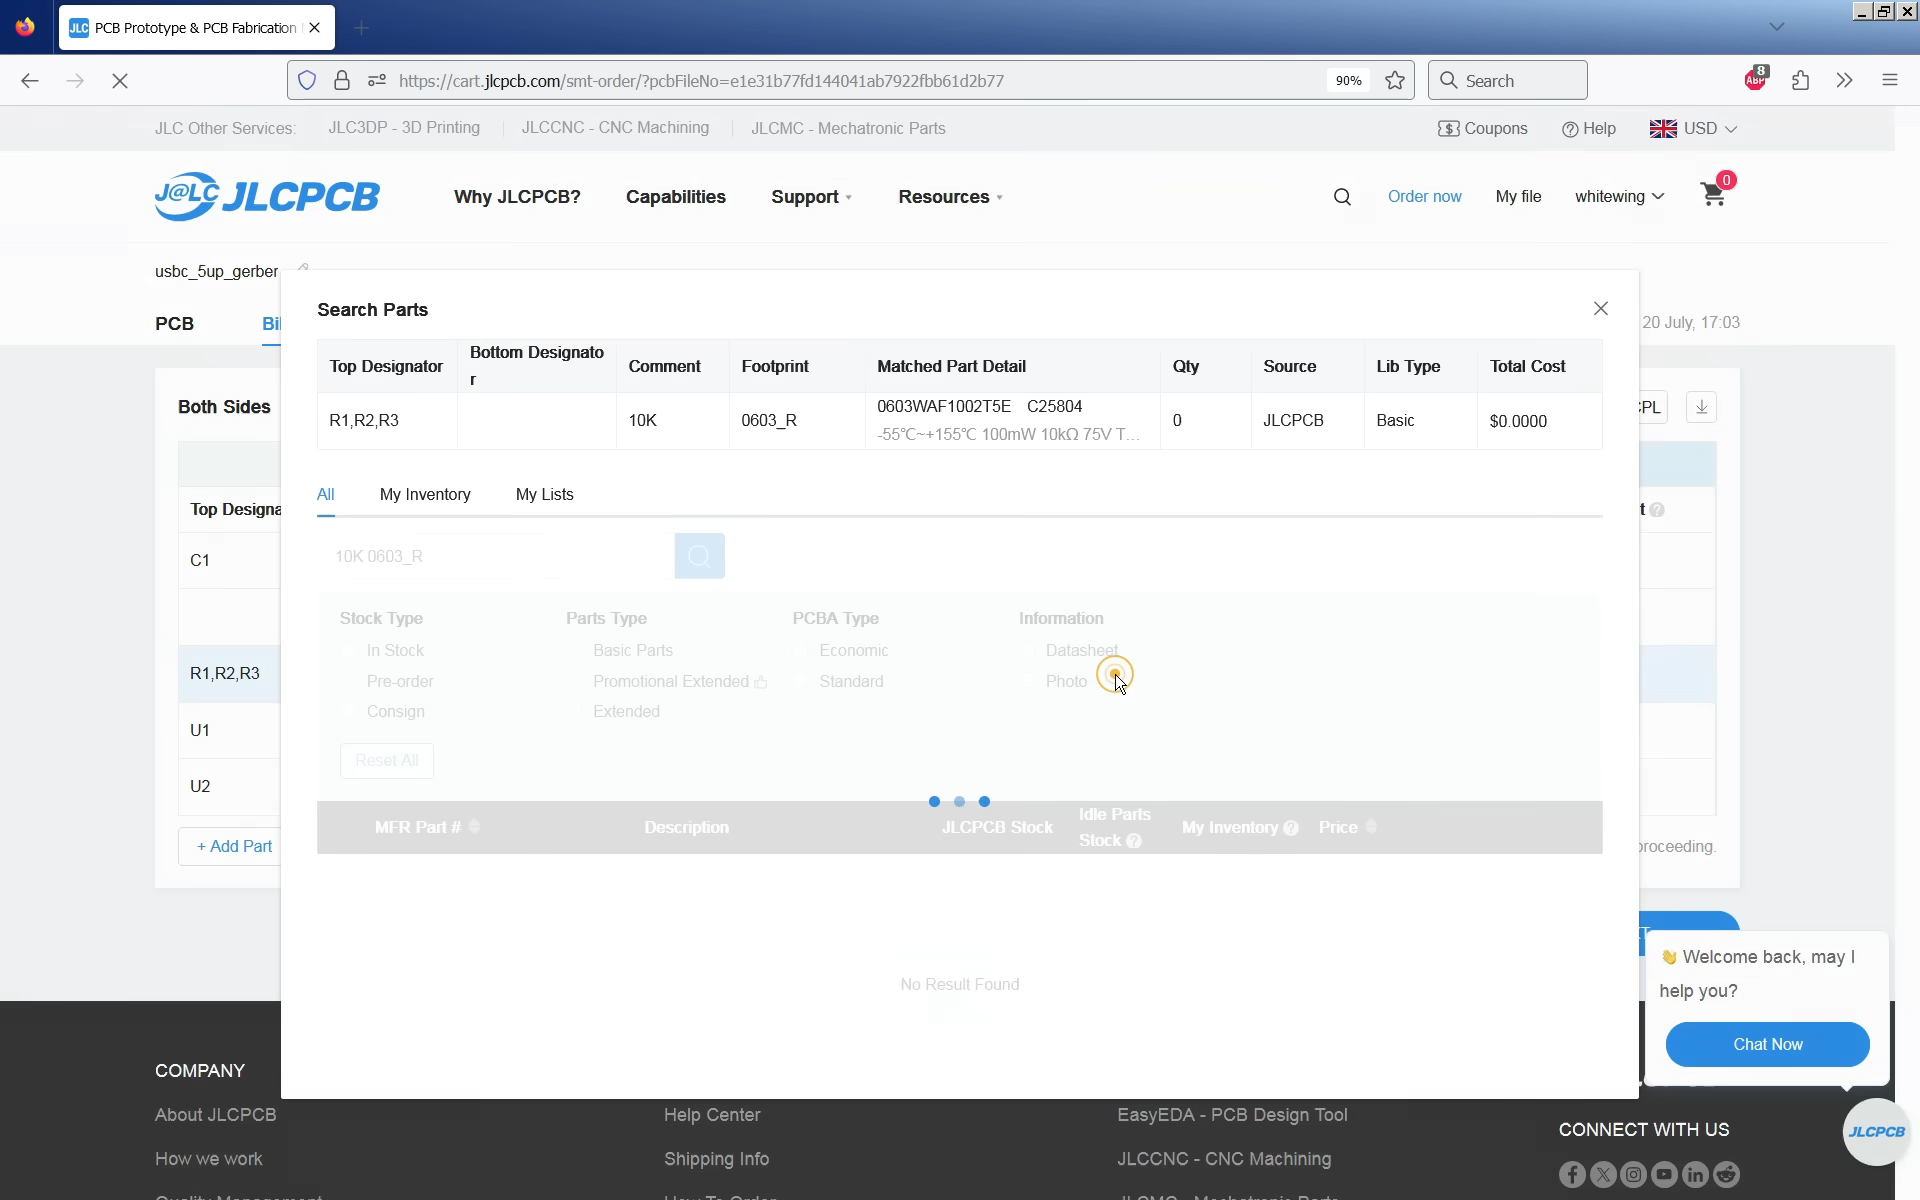 PCB Prototype & PCB Fabrication
https://cart.jlcpcb.com/smt-order/?pcbFileNo=e1e31b77fd144041ab7922fbb61d2b77
90%
Search
8
ABP
JLC Other Services:
JLC3DP - 3D Printing
JLCCNC - CNC Machining
JLCMC - Mechatronic Parts
Coupons
Help
USD
J@LC JLCPCB
Why JLCPCB?
Capabilities
Support
Resources
Order now
My file
whitewing
0
usbc_5up_gerber
PCB
Bil
20 July, 17:03
Search Parts
Top Designator
Bottom Designato
r
Comment
Footprint
Matched Part Detail
Qty
Source
Lib Type
Total Cost
R1,R2,R3
10K
0603_R
0603WAF1002T5E C25804
-55℃~+155℃ 100mW 10kΩ 75V T...
0
JLCPCB
Basic
$0.0000
All
My Inventory
My Lists
10K 0603_R
Stock Type
Parts Type
PCBA Type
Information
In Stock
Basic Parts
Economic
Datasheet
Pre-order
Promotional Extended
Standard
Photo
Consign
Extended
Reset All
MFR Part #
Description
JLCPCB Stock
Idle Parts
Stock
My Inventory
Price
No Result Found
Both Sides
CPL
Top Designa
t
C1
R1,R2,R3
U1
U2
+ Add Part
proceeding.
👋 Welcome back, may I
help you?
Chat Now
JLCPCB
COMPANY
About JLCPCB
Help Center
EasyEDA - PCB Design Tool
How we work
Shipping Info
JLCCNC - CNC Machining
CONNECT WITH US